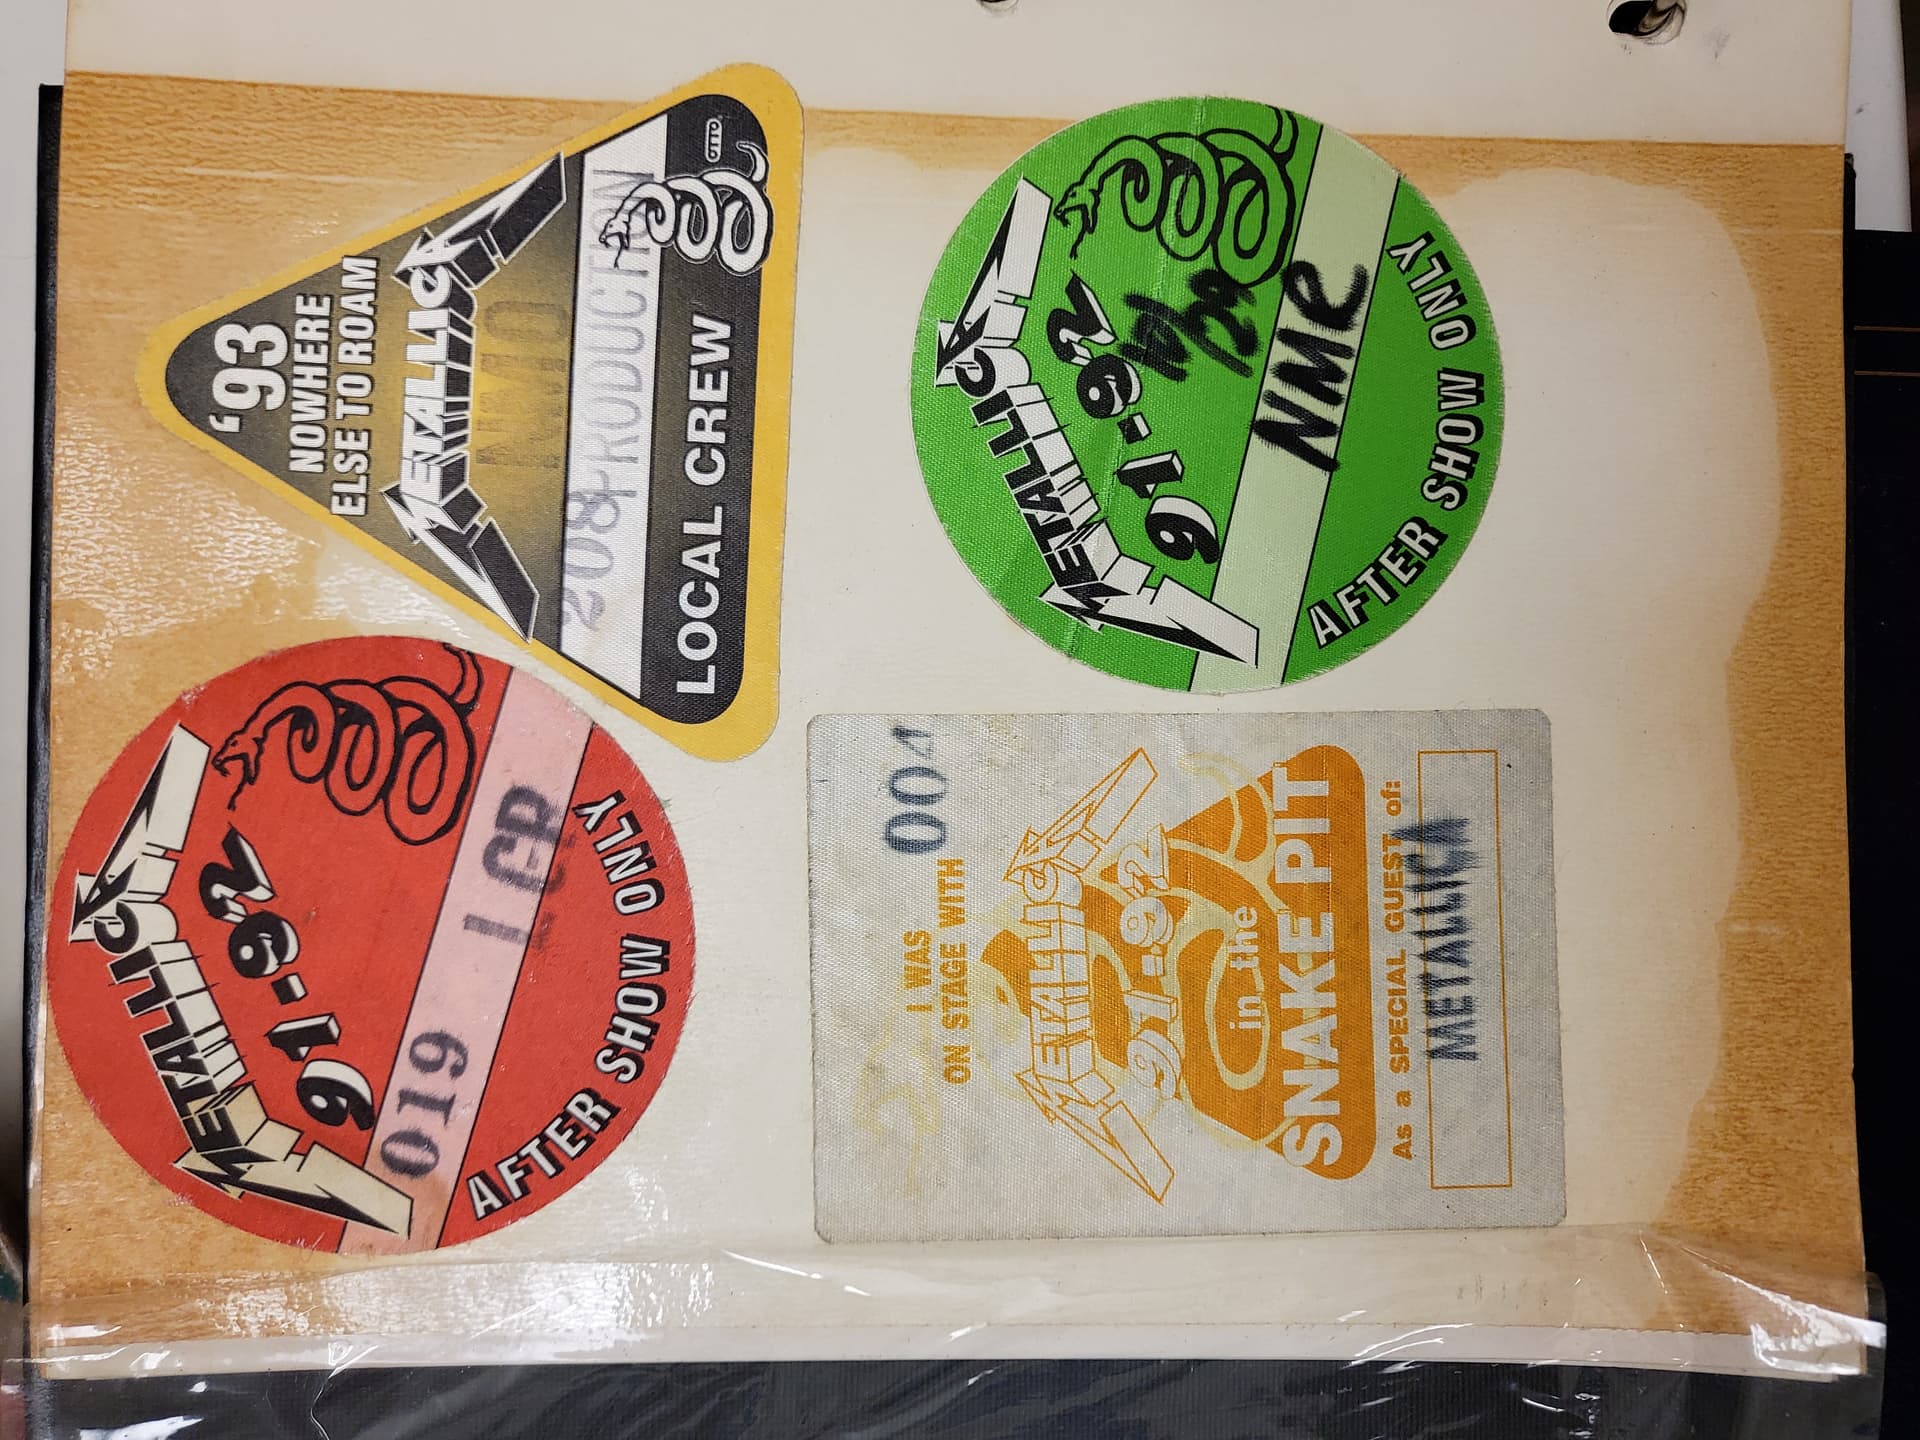 '93
NOWHERE
ELSE TO ROAM
METALLICA
NMO
208 PRODUCTION
LOCAL CREW
OTTO
METALLICA
91-92
NME
AFTER SHOW ONLY
METALLICA
91-92
019
AFTER SHOW ONLY
004
I WAS
ON STAGE WITH
METALLICA
91-92
in the
SNAKE PIT
As a SPECIAL GUEST of:
METALLICA